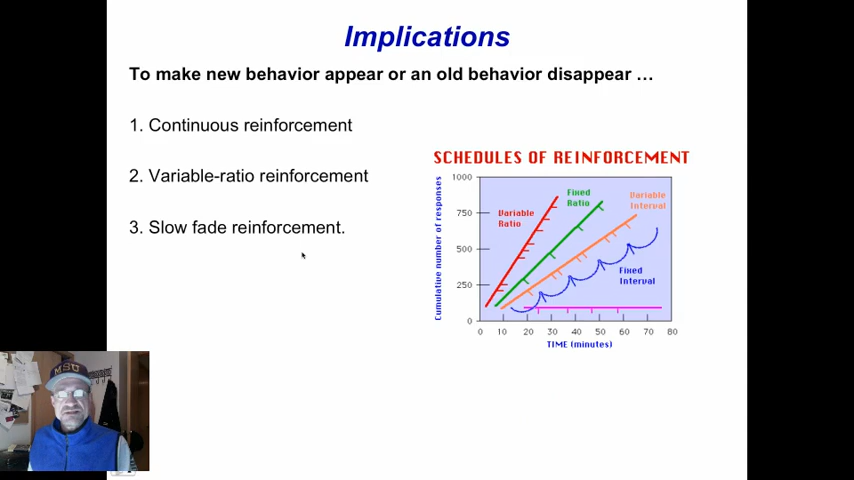 Implications
To make new behavior appear or an old behavior disappear …
1. Continuous reinforcement
2. Variable-ratio reinforcement
3. Slow fade reinforcement.
SCHEDULES OF REINFORCEMENT
Cumulative number of responses
1000
750
500
250
0
Variable
Ratio
Fixed
Ratio
Variable
Interval
Fixed
Interval
0 10 20 30 40 50 60 70 80
TIME (minutes)
MSU